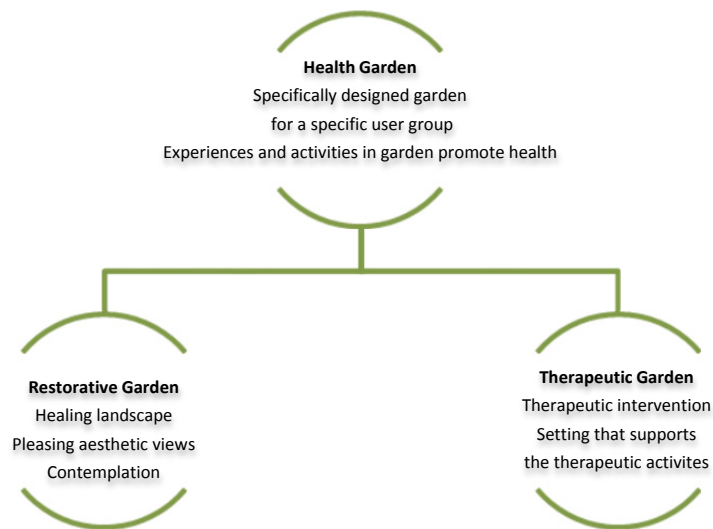 Health Garden
Specifically designed garden
for a specific user group
Experiences and activities in garden promote health
Restorative Garden
Healing landscape
Pleasing aesthetic views
Contemplation
Therapeutic Garden
Therapeutic intervention
Setting that supports
the therapeutic activites